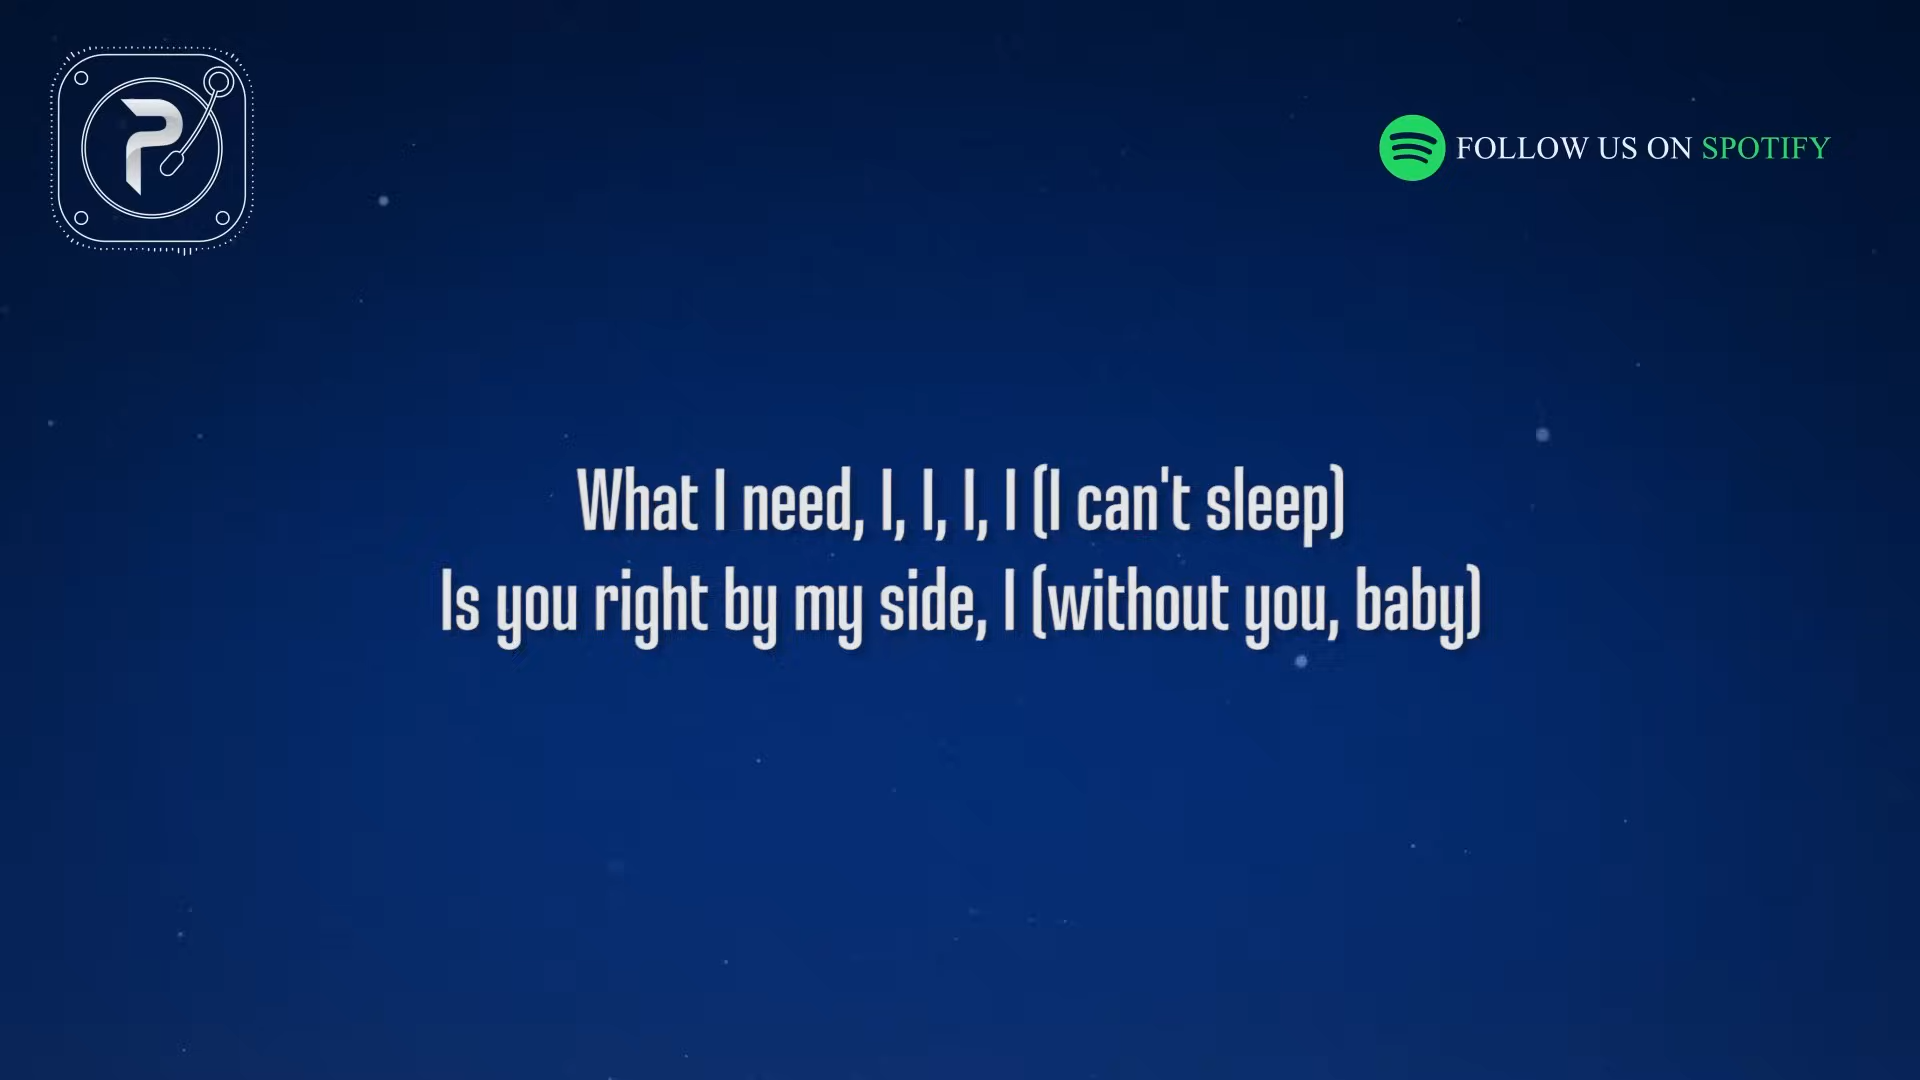 P
FOLLOW US ON SPOTIFY
What I need, I, I, I, I (I can't sleep)
Is you right by my side, I (without you, baby)